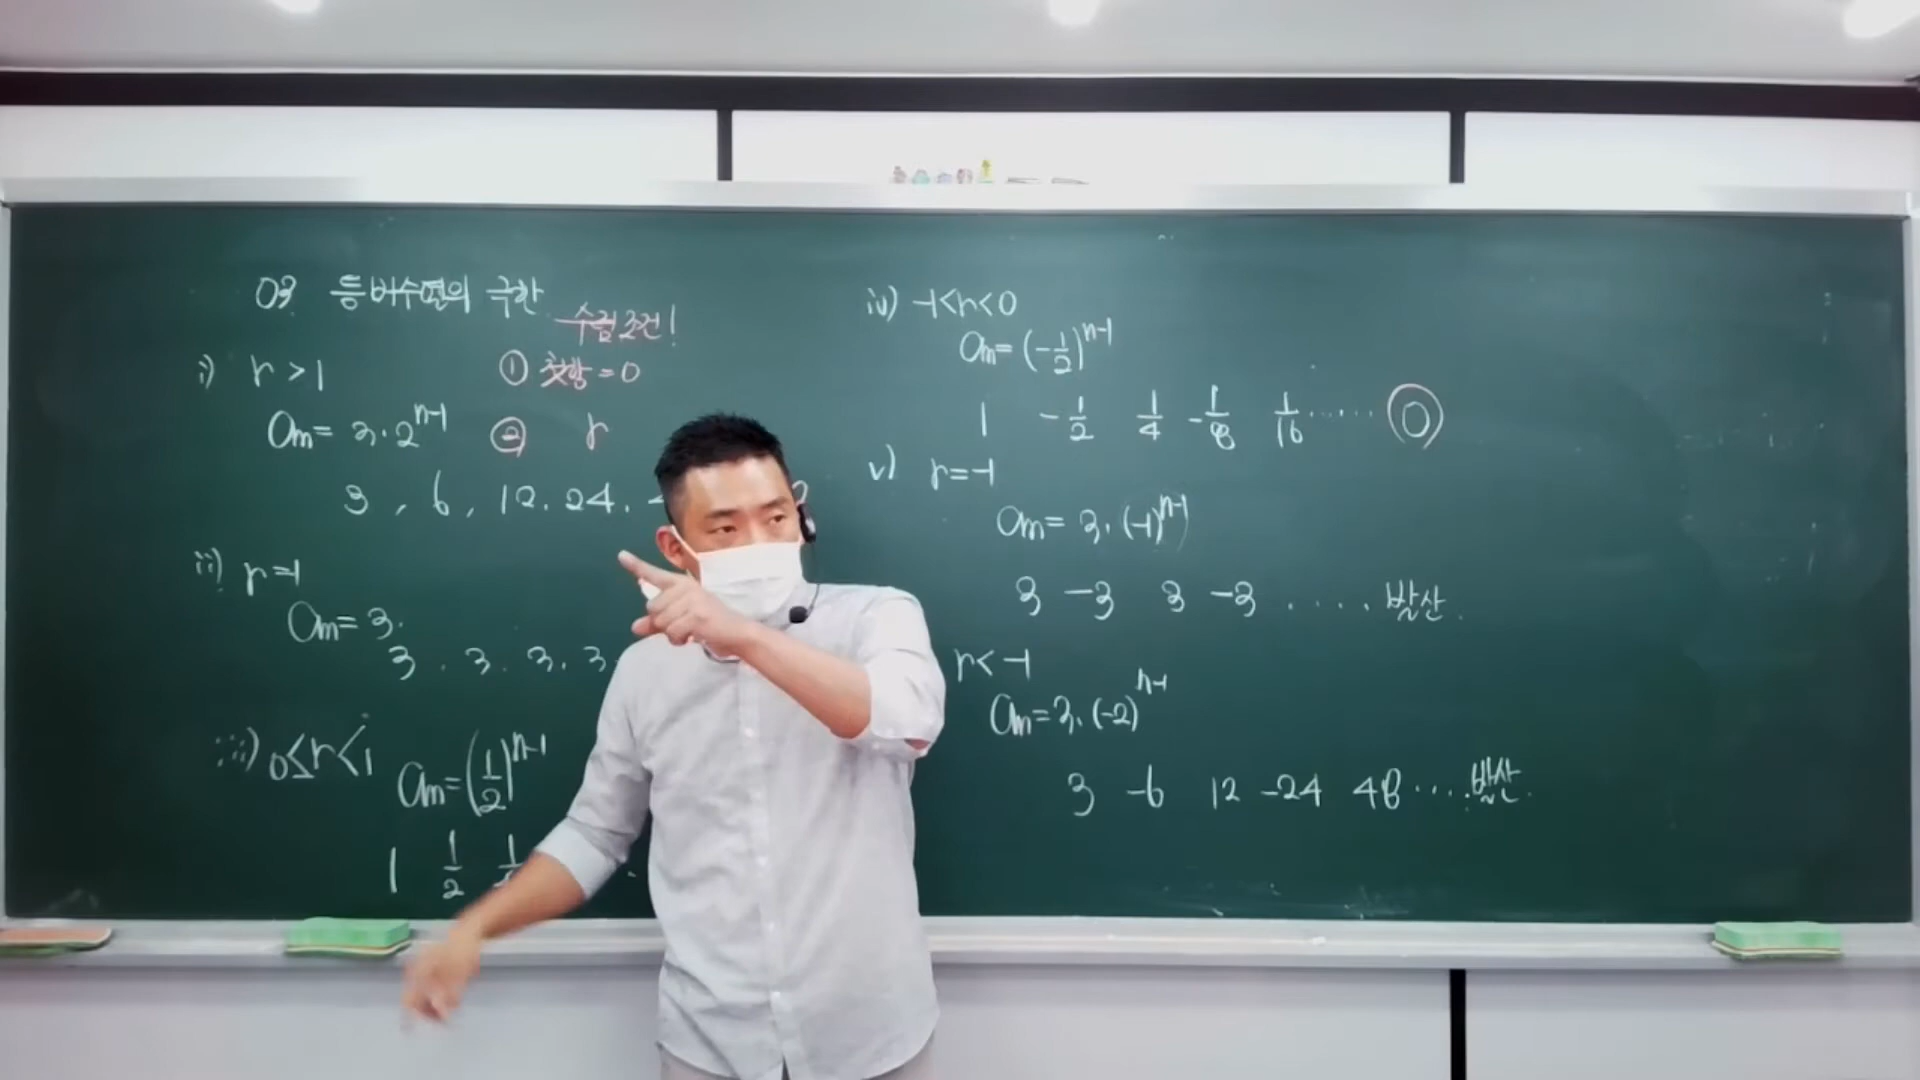 03. 등비수열의 극한
수렴조건!
i) r > 1
① 첫항 = 0
aₙ = 3·2ⁿ⁻¹
② r
3, 6, 12, 24,
ii) r = 1
aₙ = 3.
3. 3. 3. 3
iii) 0 ≤ r < 1
aₙ = (1/2)ⁿ⁻¹
1 1/2
iv) -1 < r < 0
aₙ = (-1/2)ⁿ⁻¹
1 -1/2 1/4 -1/8 1/16 ······ 0
v) r = -1
aₙ = 3·(-1)ⁿ⁻¹
3 -3 3 -3 ..... 발산.
r < -1
aₙ = 3·(-2)ⁿ⁻¹
3 -6 12 -24 48 ····· 발산.